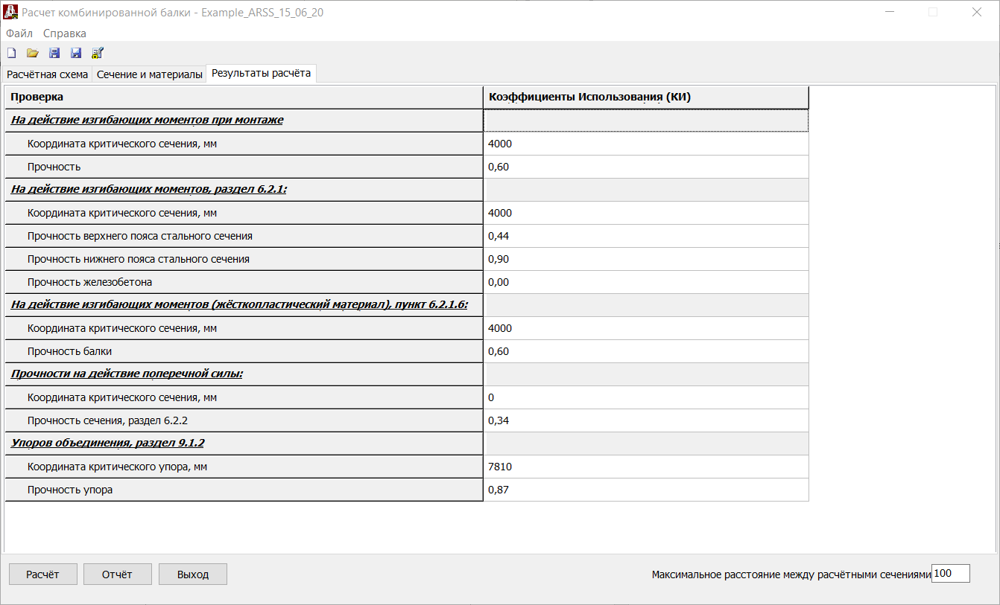 Расчет комбинированной балки - Example_ARSS_15_06_20
Файл Справка
Расчётная схема Сечение и материалы Результаты расчёта
Проверка Коэффициенты Использования (КИ)
На действие изгибающих моментов при монтаже
Координата критического сечения, мм 4000
Прочность 0,60
На действие изгибающих моментов, раздел 6.2.1:
Координата критического сечения, мм 4000
Прочность верхнего пояса стального сечения 0,44
Прочность нижнего пояса стального сечения 0,90
Прочность железобетона 0,00
На действие изгибающих моментов (жёсткопластический материал), пункт 6.2.1.6:
Координата критического сечения, мм 4000
Прочность балки 0,60
Прочности на действие поперечной силы:
Координата критического сечения, мм 0
Прочность сечения, раздел 6.2.2 0,34
Упоров объединения, раздел 9.1.2
Координата критического упора, мм 7810
Прочность упора 0,87
Расчёт Отчёт Выход Максимальное расстояние между расчётными сечениями 100